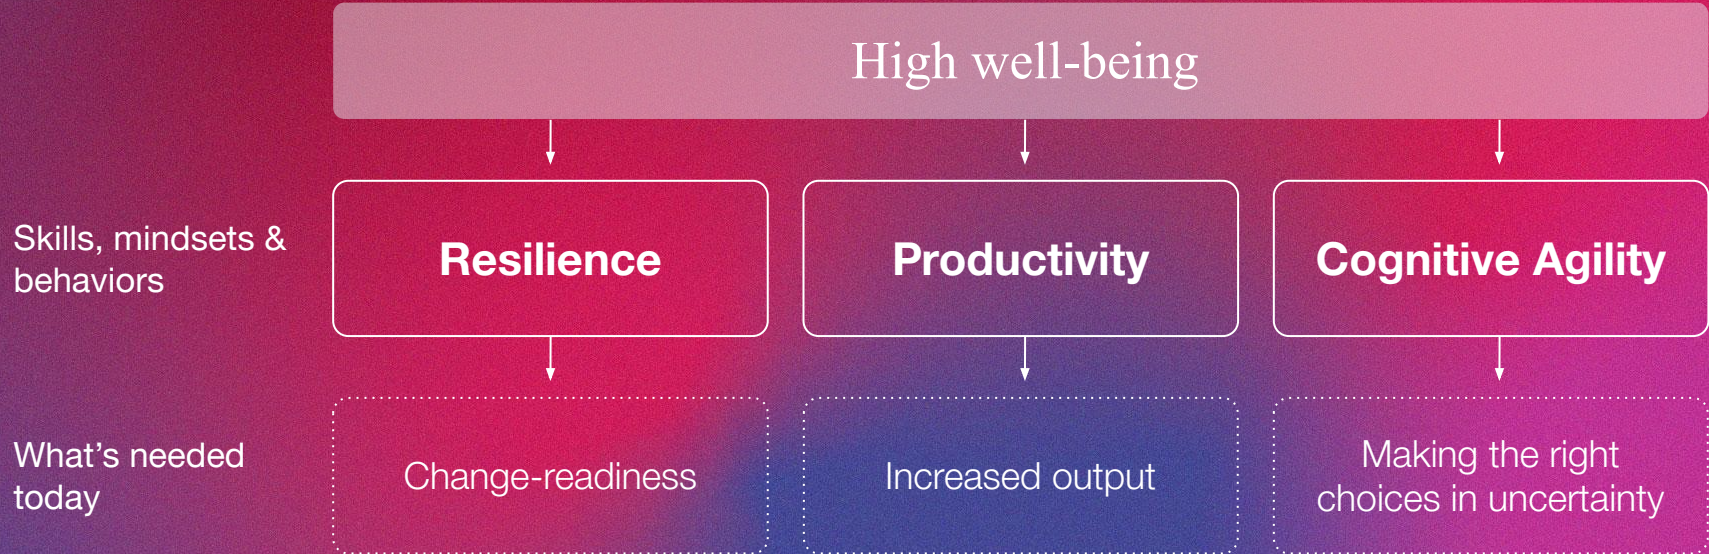 High well-being
Skills, mindsets &
behaviors
Resilience
Productivity
Cognitive Agility
What’s needed
today
Change-readiness
Increased output
Making the right
choices in uncertainty